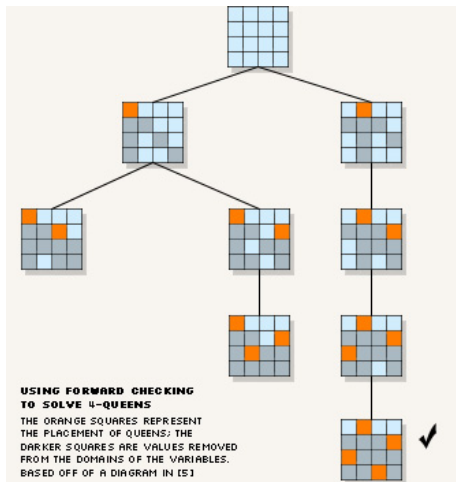 USING FORWARD CHECKING
TO SOLVE 4-QUEENS
THE ORANGE SQUARES REPRESENT
THE PLACEMENT OF QUEENS; THE
DARKER SQUARES ARE VALUES REMOVED
FROM THE DOMAINS OF THE VARIABLES.
BASED OFF OF A DIAGRAM IN [5]